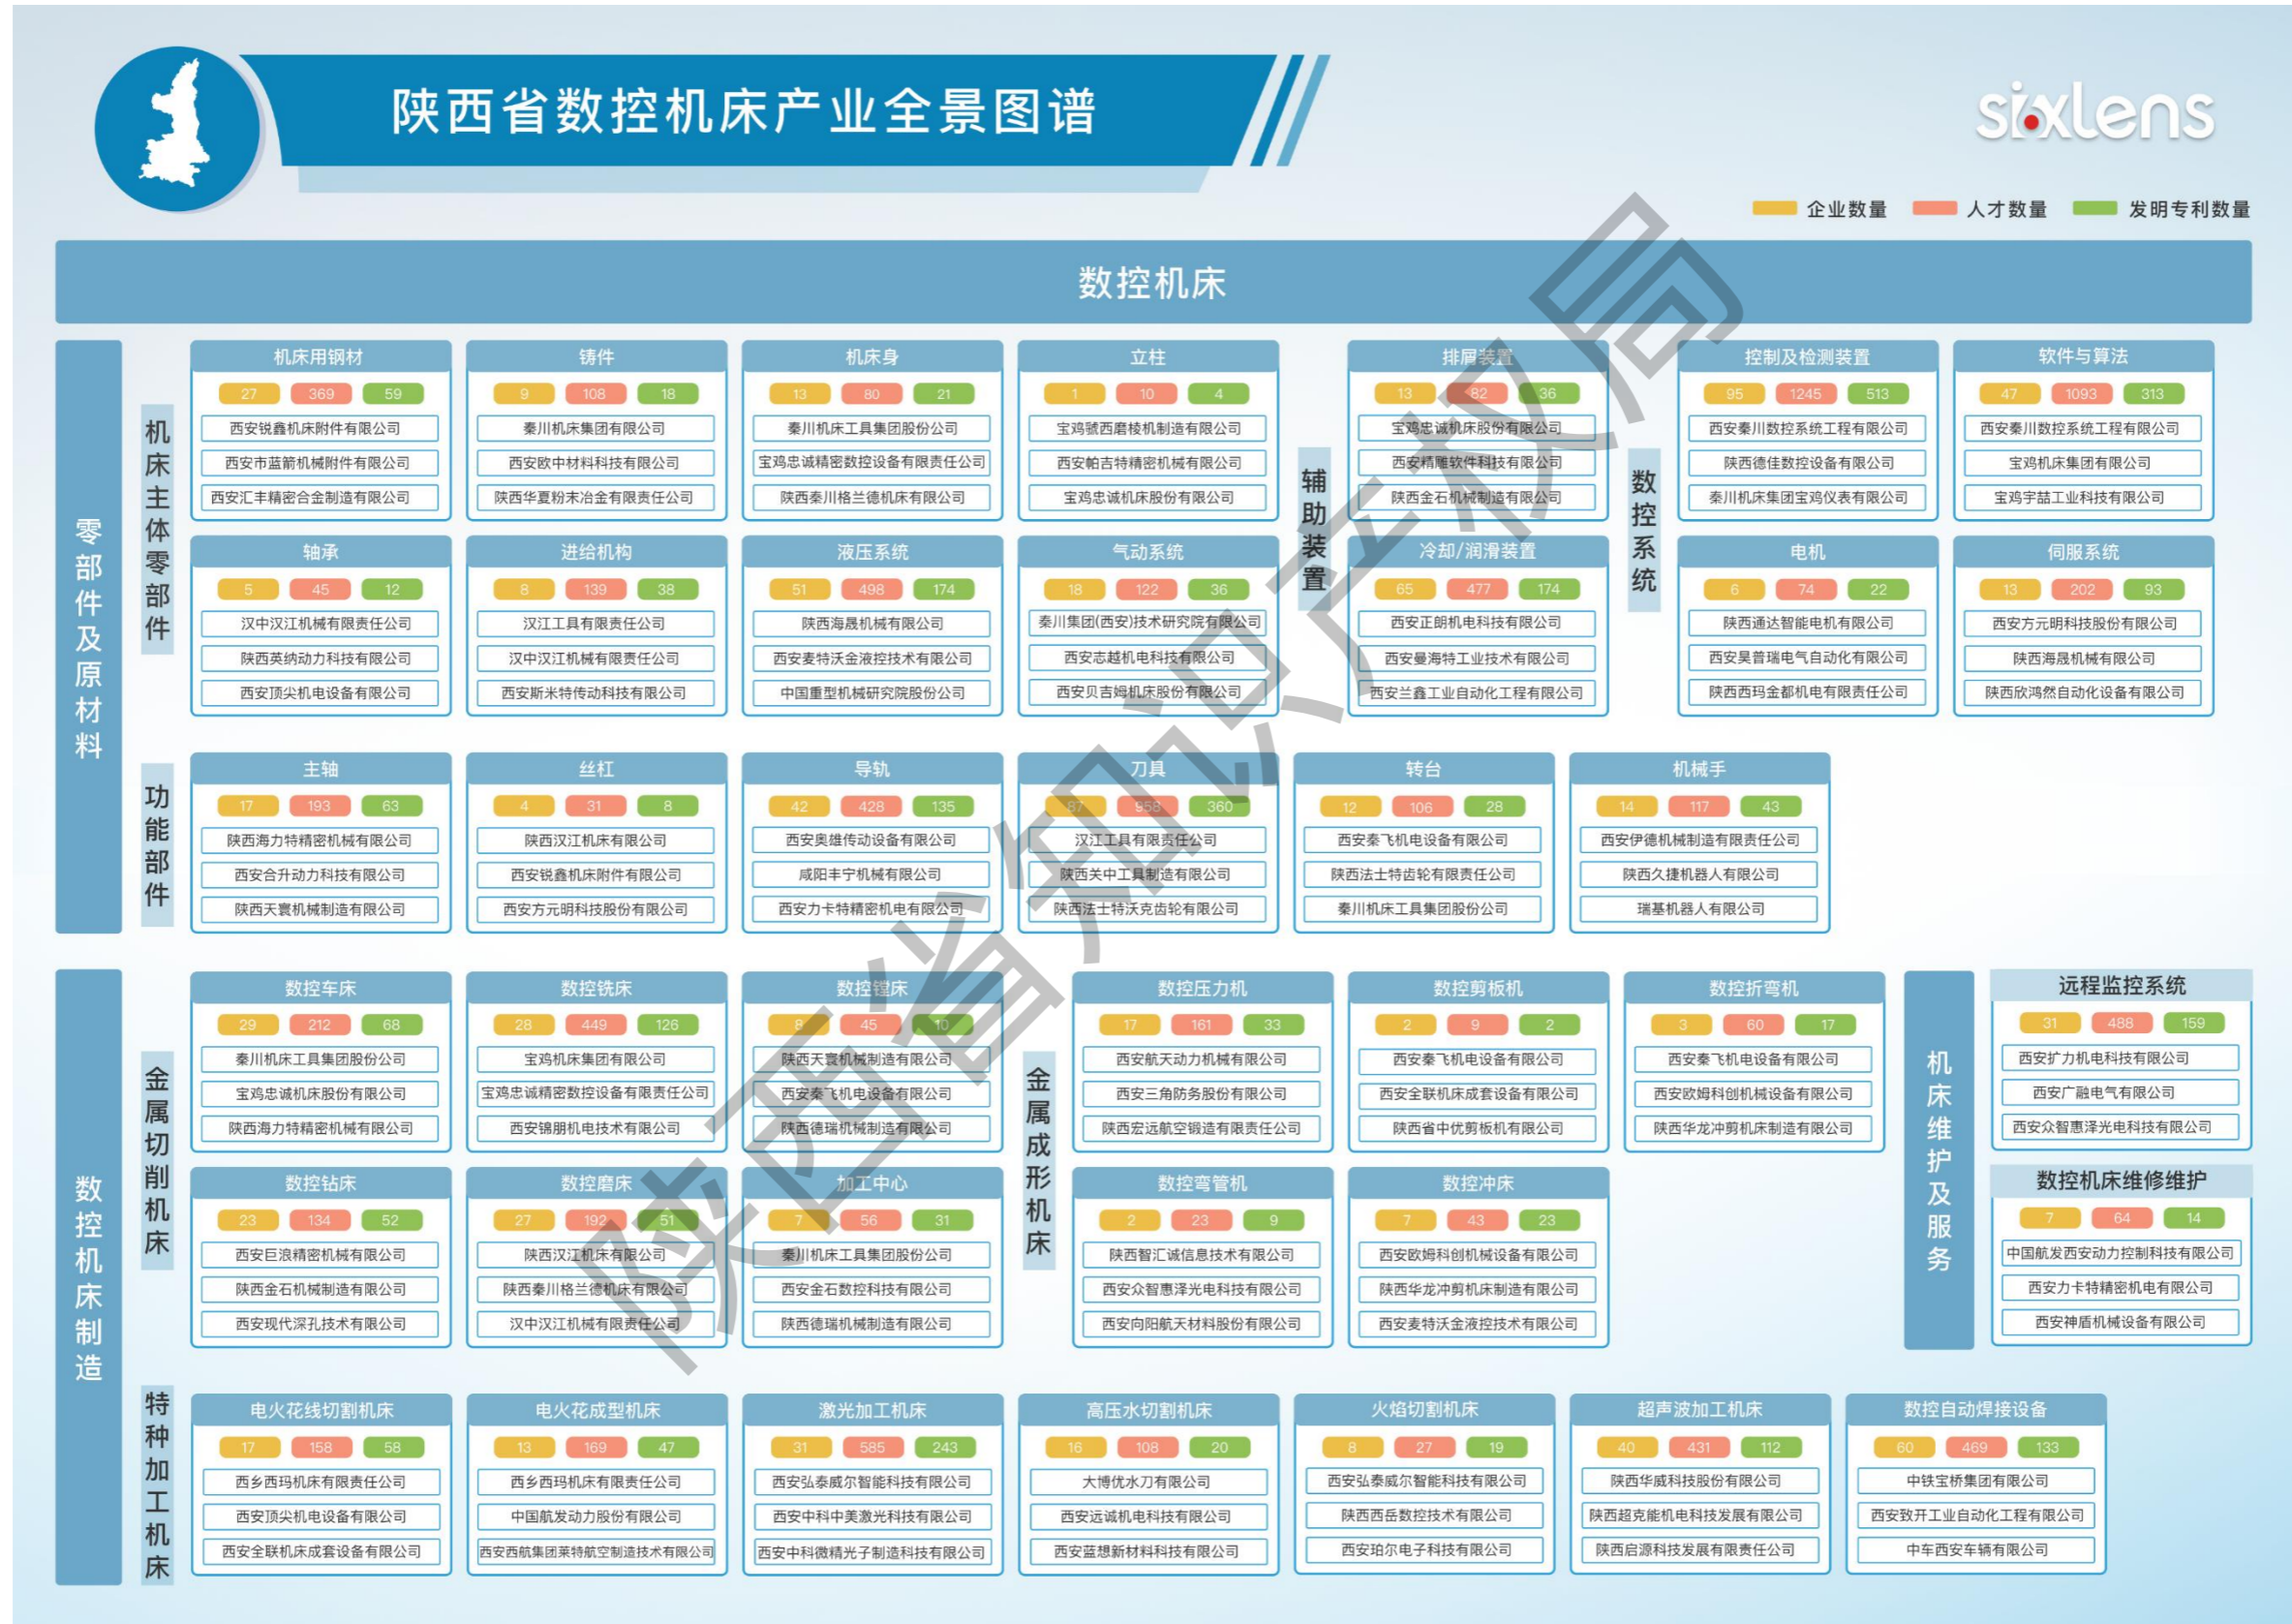 陕西省数控机床产业全景图谱
sixlens
企业数量
人才数量
发明专利数量
数控机床
零部件及原材料
机床主体零部件
机床用钢材
27 369 59
西安锐鑫机床附件有限公司
西安市蓝箭机械附件有限公司
西安汇丰精密合金制造有限公司
铸件
9 108 18
秦川机床集团有限公司
西安欧中材料科技有限公司
陕西华夏粉末冶金有限责任公司
机床身
13 80 21
秦川机床工具集团股份公司
宝鸡忠诚精密数控设备有限责任公司
陕西秦川格兰德机床有限公司
立柱
1 10 4
宝鸡虢西磨棱机制造有限公司
西安帕吉特精密机械有限公司
宝鸡忠诚机床股份有限公司
轴承
5 45 12
汉中汉江机械有限责任公司
陕西英纳动力科技有限公司
西安顶尖机电设备有限公司
进给机构
8 139 38
汉江工具有限责任公司
汉中汉江机械有限责任公司
西安斯米特传动科技有限公司
液压系统
51 498 174
陕西海晟机械有限公司
西安麦特沃金液控技术有限公司
中国重型机械研究院股份公司
气动系统
18 122 36
秦川集团(西安)技术研究院有限公司
西安志越机电科技有限公司
西安贝吉姆机床股份有限公司
辅助装置
排屑装置
13 82 36
宝鸡忠诚机床股份有限公司
西安精雕软件科技有限公司
陕西金石机械制造有限公司
冷却/润滑装置
65 477 174
西安正朗机电科技有限公司
西安曼海特工业技术有限公司
西安兰鑫工业自动化工程有限公司
数控系统
控制及检测装置
95 1245 513
西安秦川数控系统工程有限公司
陕西德佳数控设备有限公司
秦川机床集团宝鸡仪表有限公司
软件与算法
47 1093 313
西安秦川数控系统工程有限公司
宝鸡机床集团有限公司
宝鸡宇喆工业科技有限公司
电机
6 74 22
陕西通达智能电机有限公司
西安昊普瑞电气自动化有限公司
陕西西玛金都机电有限责任公司
伺服系统
13 202 93
西安方元明科技股份有限公司
陕西海晟机械有限公司
陕西欣鸿然自动化设备有限公司
功能部件
主轴
17 193 63
陕西海力特精密机械有限公司
西安合升动力科技有限公司
陕西天寰机械制造有限公司
丝杠
4 31 8
陕西汉江机床有限公司
西安锐鑫机床附件有限公司
西安方元明科技股份有限公司
导轨
42 428 135
西安奥雄传动设备有限公司
咸阳丰宁机械有限公司
西安力卡特精密机电有限公司
刀具
87 958 360
汉江工具有限责任公司
陕西关中工具制造有限公司
陕西法士特沃克齿轮有限公司
转台
12 106 28
西安秦飞机电设备有限公司
陕西法士特齿轮有限责任公司
秦川机床工具集团股份公司
机械手
14 117 43
西安伊德机械制造有限责任公司
陕西久捷机器人有限公司
瑞基机器人有限公司
数控机床制造
金属切削机床
数控车床
29 212 68
秦川机床工具集团股份公司
宝鸡忠诚机床股份有限公司
陕西海力特精密机械有限公司
数控铣床
28 449 126
宝鸡机床集团有限公司
宝鸡忠诚精密数控设备有限责任公司
西安锦朋机电技术有限公司
数控镗床
8 45 10
陕西天寰机械制造有限公司
西安秦飞机电设备有限公司
陕西德瑞机械制造有限公司
数控钻床
23 134 52
西安巨浪精密机械有限公司
陕西金石机械制造有限公司
西安现代深孔技术有限公司
数控磨床
27 192 51
陕西汉江机床有限公司
陕西秦川格兰德机床有限公司
汉中汉江机械有限责任公司
加工中心
7 56 31
秦川机床工具集团股份公司
西安金石数控科技有限公司
陕西德瑞机械制造有限公司
金属成形机床
数控压力机
17 161 33
西安航天动力机械有限公司
西安三角防务股份有限公司
陕西宏远航空锻造有限责任公司
数控剪板机
2 9 2
西安秦飞机电设备有限公司
西安全联机床成套设备有限公司
陕西省中优剪板机有限公司
数控折弯机
3 60 17
西安秦飞机电设备有限公司
西安欧姆科创机械设备有限公司
陕西华龙冲剪机床制造有限公司
数控弯管机
2 23 9
陕西智汇诚信息技术有限公司
西安众智惠泽光电科技有限公司
西安向阳航天材料股份有限公司
数控冲床
7 43 23
西安欧姆科创机械设备有限公司
陕西华龙冲剪机床制造有限公司
西安麦特沃金液控技术有限公司
机床维护及服务
远程监控系统
31 488 159
西安扩力机电科技有限公司
西安广融电气有限公司
西安众智惠泽光电科技有限公司
数控机床维修维护
7 64 14
中国航发西安动力控制科技有限公司
西安力卡特精密机电有限公司
西安神盾机械设备有限公司
特种加工机床
电火花线切割机床
17 158 58
西乡西玛机床有限责任公司
西安顶尖机电设备有限公司
西安全联机床成套设备有限公司
电火花成型机床
13 169 47
西乡西玛机床有限责任公司
中国航发动力股份有限公司
西安西航集团莱特航空制造技术有限公司
激光加工机床
31 585 243
西安弘泰威尔智能科技有限公司
西安中科中美激光科技有限公司
西安中科微精光子制造科技有限公司
高压水切割机床
16 108 20
大博优水刀有限公司
西安远诚机电科技有限公司
西安蓝想新材料科技有限公司
火焰切割机床
8 27 19
西安弘泰威尔智能科技有限公司
陕西西岳数控技术有限公司
西安珀尔电子科技有限公司
超声波加工机床
40 431 112
陕西华威科技股份有限公司
陕西超克能机电科技发展有限公司
陕西启源科技发展有限责任公司
数控自动焊接设备
60 469 133
中铁宝桥集团有限公司
西安致开工业自动化工程有限公司
中车西安车辆有限公司
陕西省知识产权局